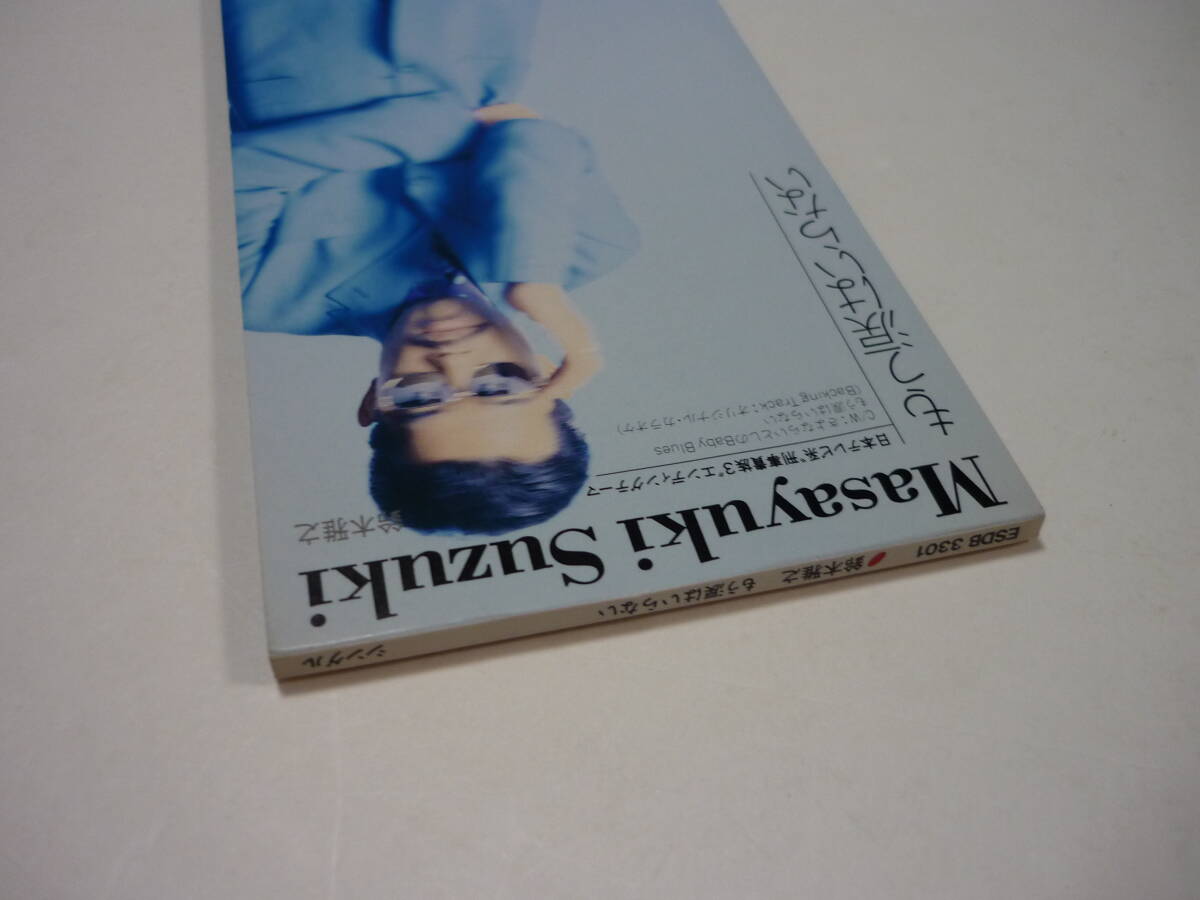 ESDB 3301 ●鈴木雅之 もう涙はいらない シングル
Masayuki Suzuki
鈴木雅之
日本テレビ系“刑事貴族3”エンディングテーマ
もう涙はいらない
C/W:さよならいとしのBaby Blues
もう涙はいらない
(Backing Track:オリジナル・カラオケ)